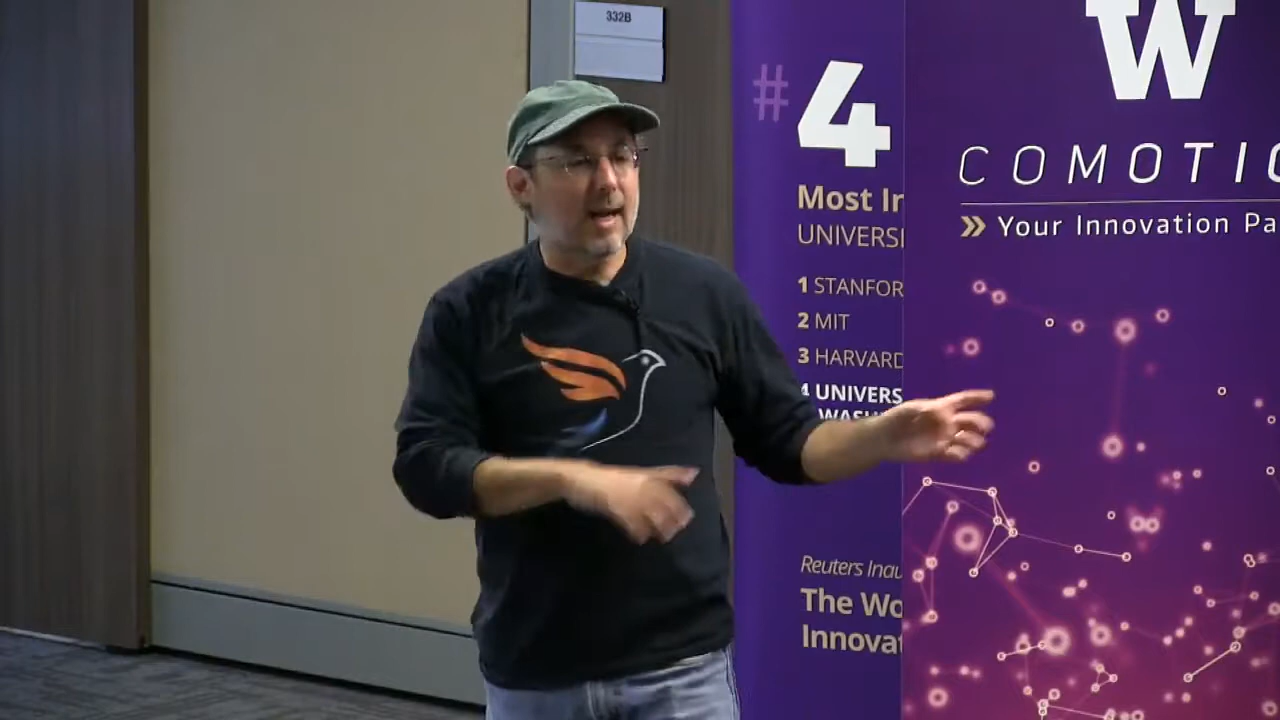 332B
#4
Most
UNIVERSI
1 STANFOR
2 MIT
3 HARVARD
4 UNIVERS
WASH
Reuters Inau
The Wo
Innovat
W
COMOTIO
Your Innovation Pa